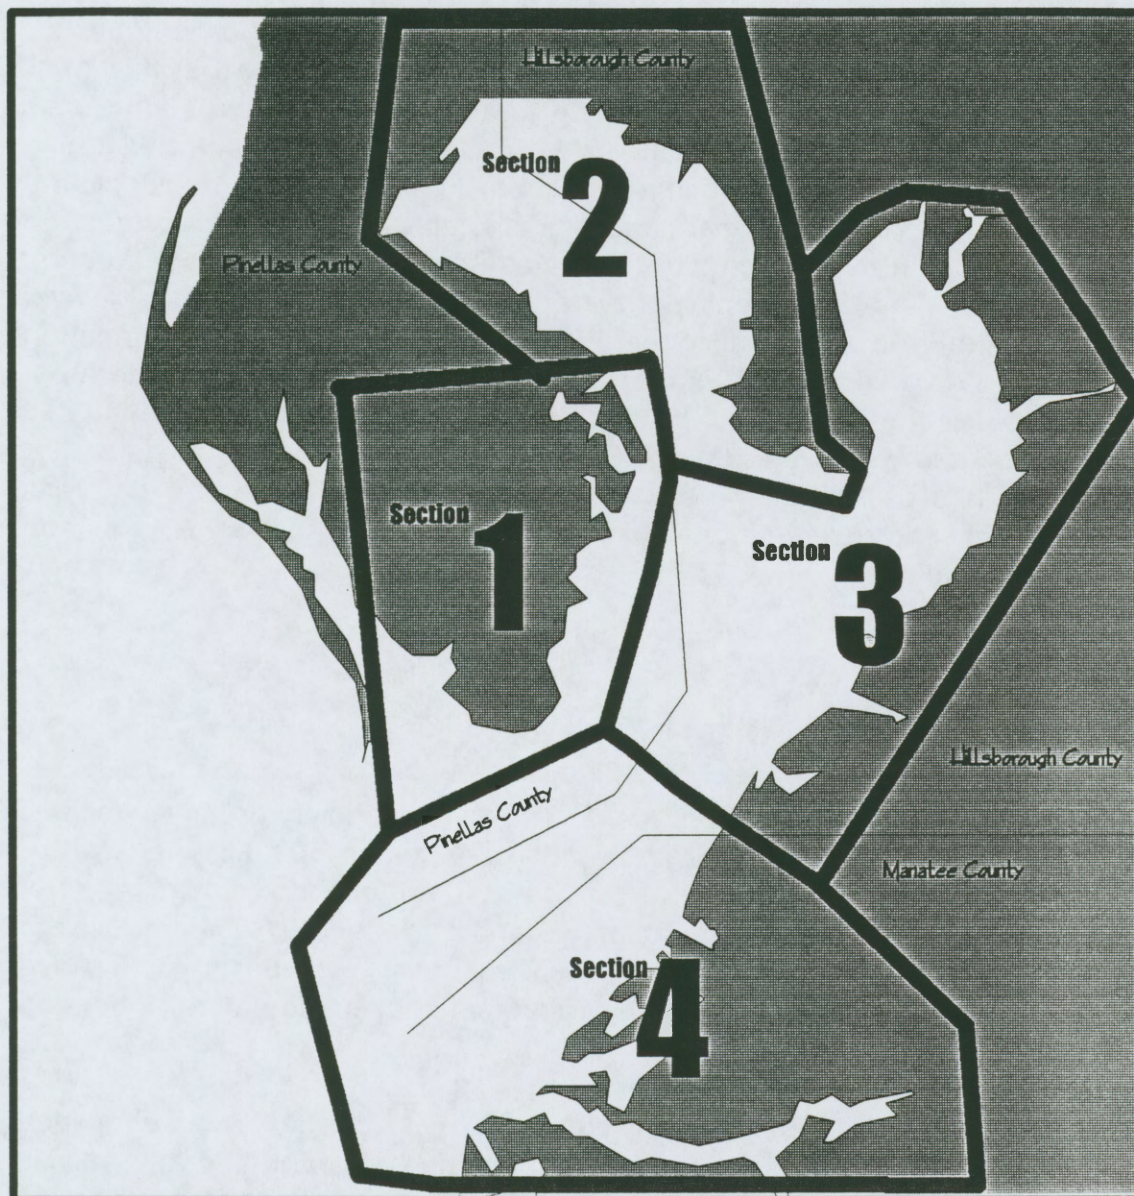 Hillsborough County
Section
2
Pinellas County
Section
1
Section
3
Hillsborough County
Pinellas County
Manatee County
Section
4